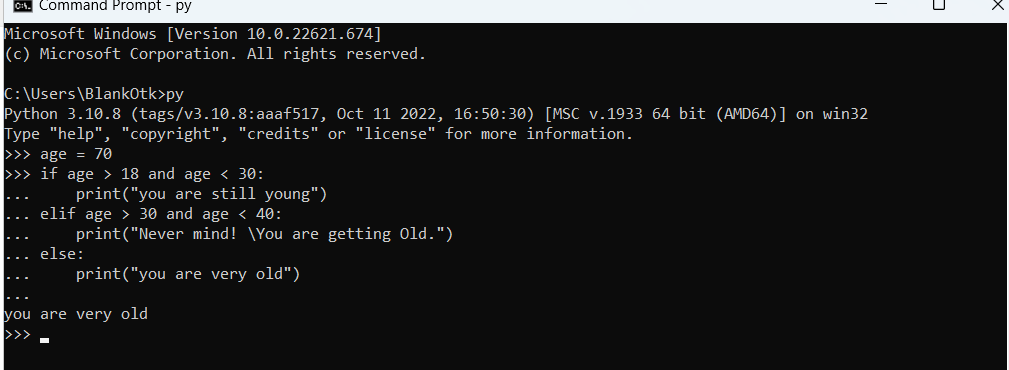 Command Prompt - py
Microsoft Windows [Version 10.0.22621.674]
(c) Microsoft Corporation. All rights reserved.
C:\Users\BlankOtk>py
Python 3.10.8 (tags/v3.10.8:aaaf517, Oct 11 2022, 16:50:30) [MSC v.1933 64 bit (AMD64)] on win32
Type "help", "copyright", "credits" or "license" for more information.
>>> age = 70
>>> if age > 18 and age < 30:
...     print("you are still young")
... elif age > 30 and age < 40:
...     print("Never mind! \You are getting Old.")
... else:
...     print("you are very old")
...
you are very old
>>>